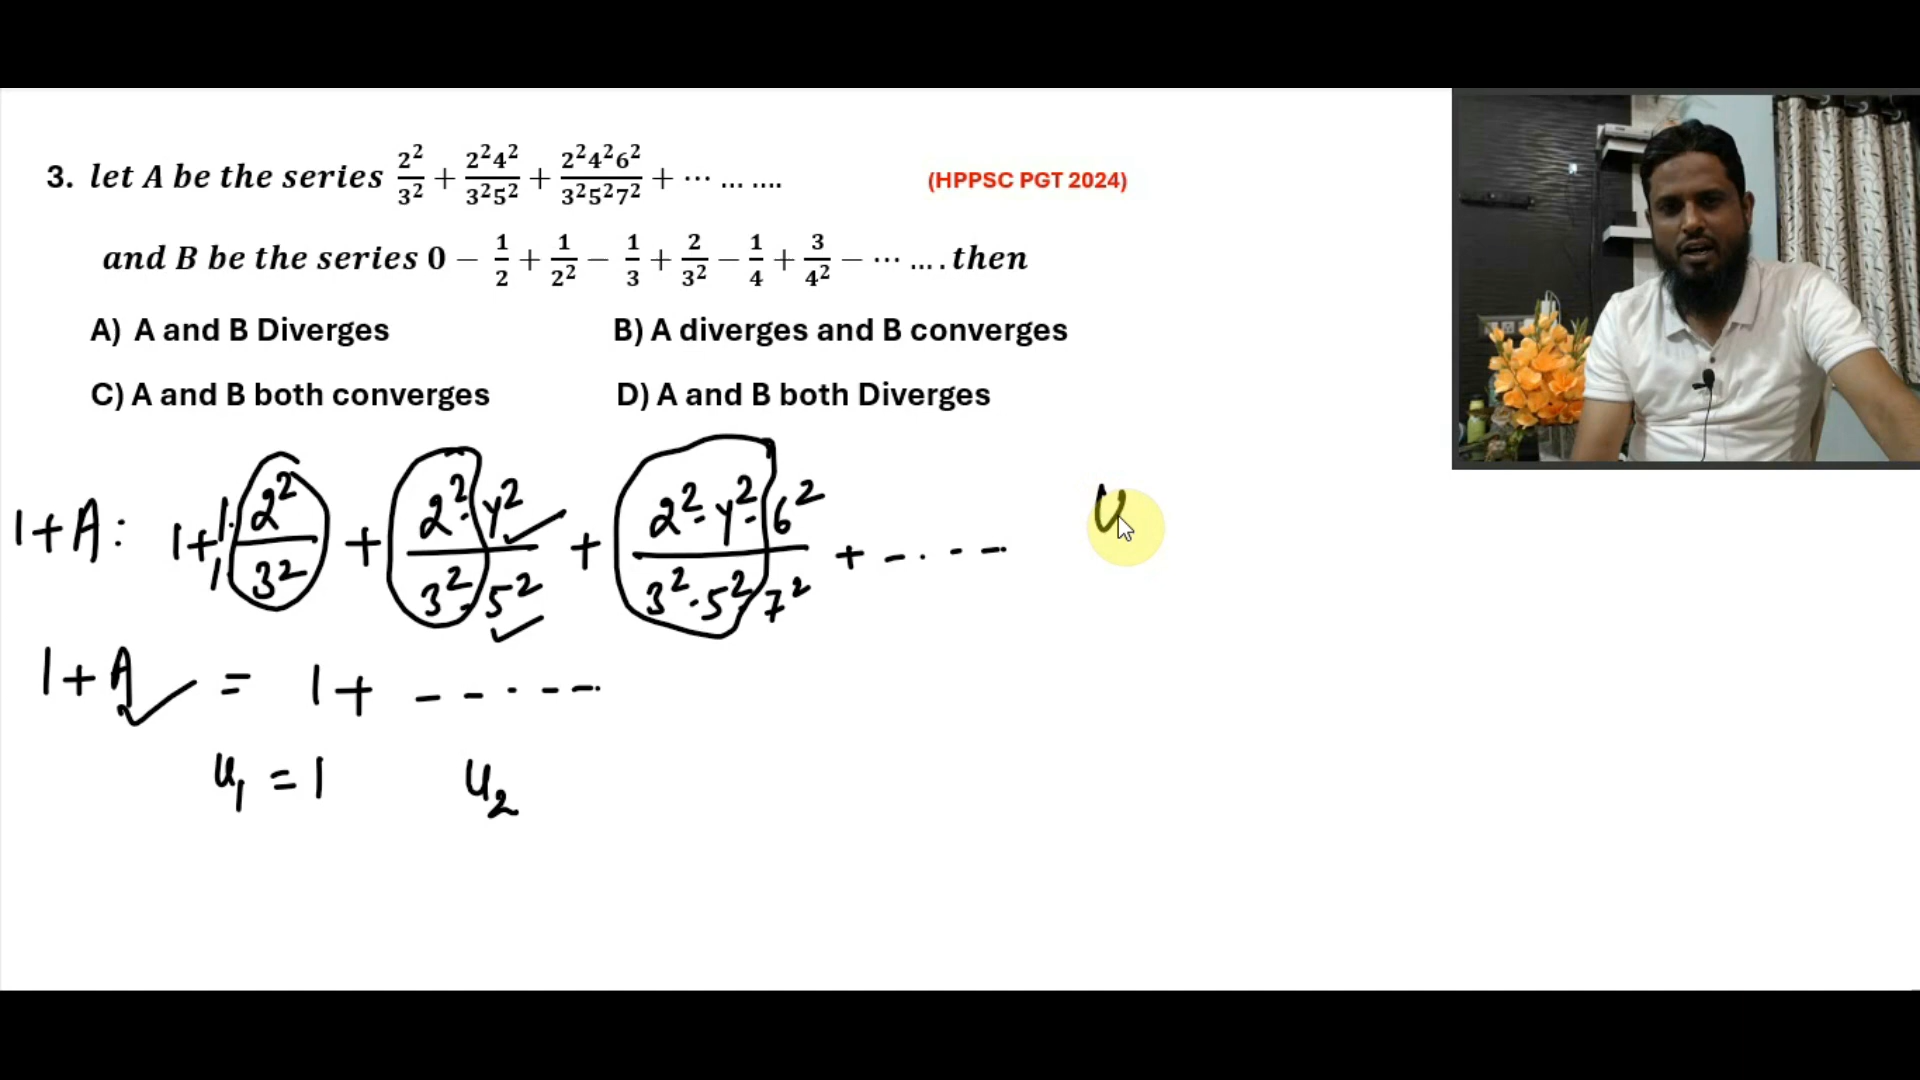 3. let A be the series 2²/3² + 2²4²/3²5² + 2²4²6²/3²5²7² + ⋯ … …. (HPPSC PGT 2024)
and B be the series 0 − 1/2 + 1/2² − 1/3 + 2/3² − 1/4 + 3/4² − ⋯ … . then
A) A and B Diverges B) A diverges and B converges
C) A and B both converges D) A and B both Diverges
1+A: 1+ 1·2²/1·3² + 2²·4²/3²·5² + 2²·4²·6²/3²·5²·7² + ----- U
1+A = 1+ -----
u₁ = 1 u₂